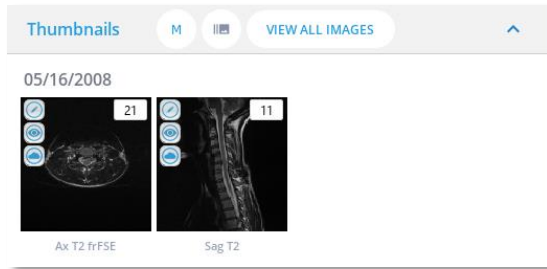 Thumbnails M VIEW ALL IMAGES
05/16/2008
21 11
Ax T2 frFSE Sag T2